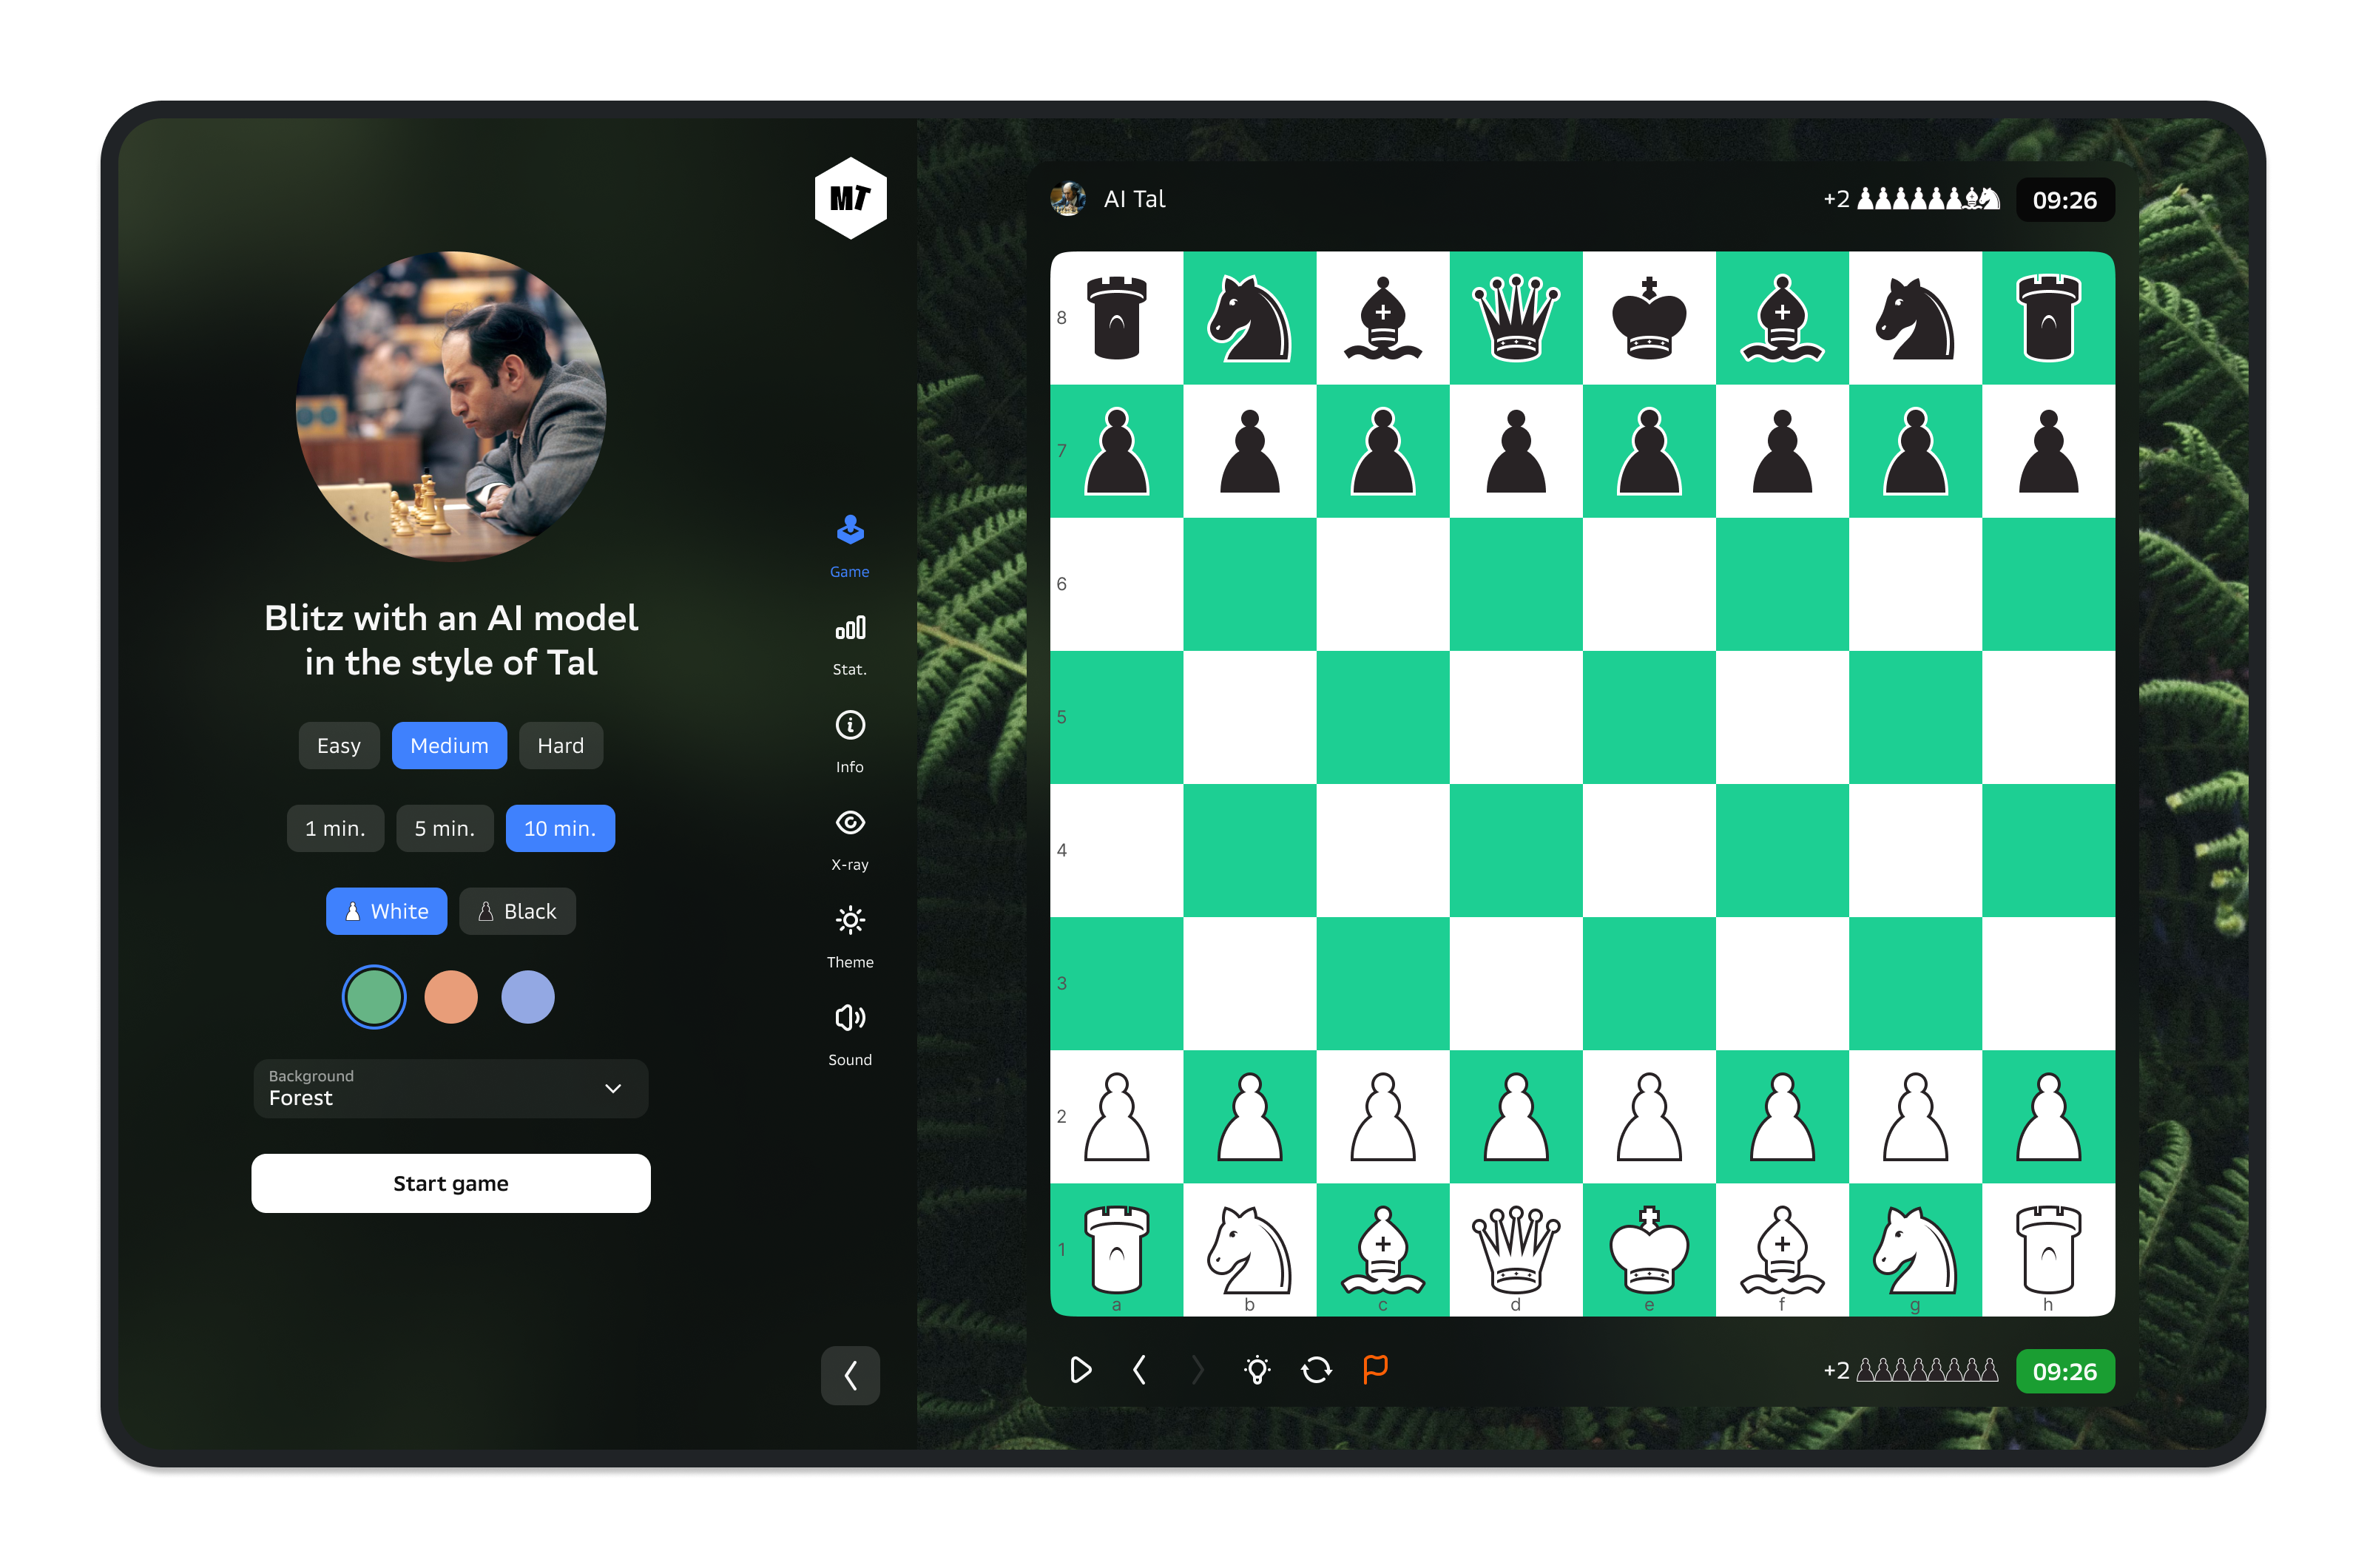 MT
Blitz with an AI model
in the style of Tal
Easy Medium Hard
1 min. 5 min. 10 min.
White Black
Background
Forest
Start game
Game
Stat.
Info
X-ray
Theme
Sound
AI Tal +2 09:26
8
7
6
5
4
3
2
1
a b c d e f g h
+2 09:26